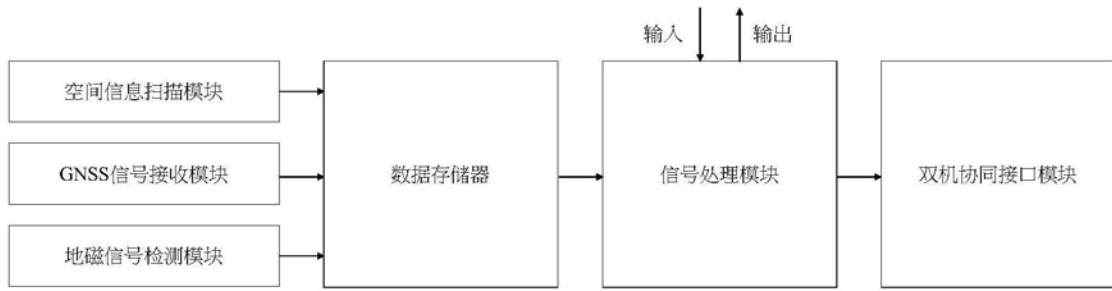 输入
输出
空间信息扫描模块
GNSS信号接收模块
地磁信号检测模块
数据存储器
信号处理模块
双机协同接口模块